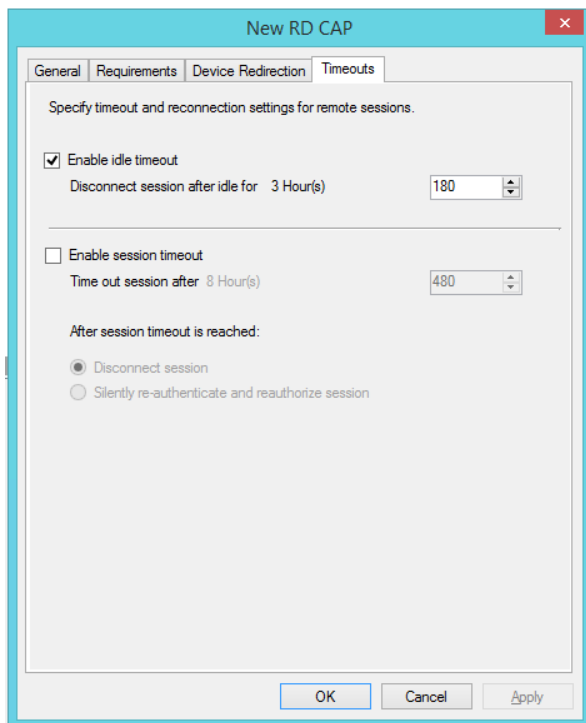 New RD CAP
General Requirements Device Redirection Timeouts
Specify timeout and reconnection settings for remote sessions.
Enable idle timeout
Disconnect session after idle for 3 Hour(s) 180
Enable session timeout
Time out session after 8 Hour(s) 480
After session timeout is reached:
Disconnect session
Silently re-authenticate and reauthorize session
OK Cancel Apply